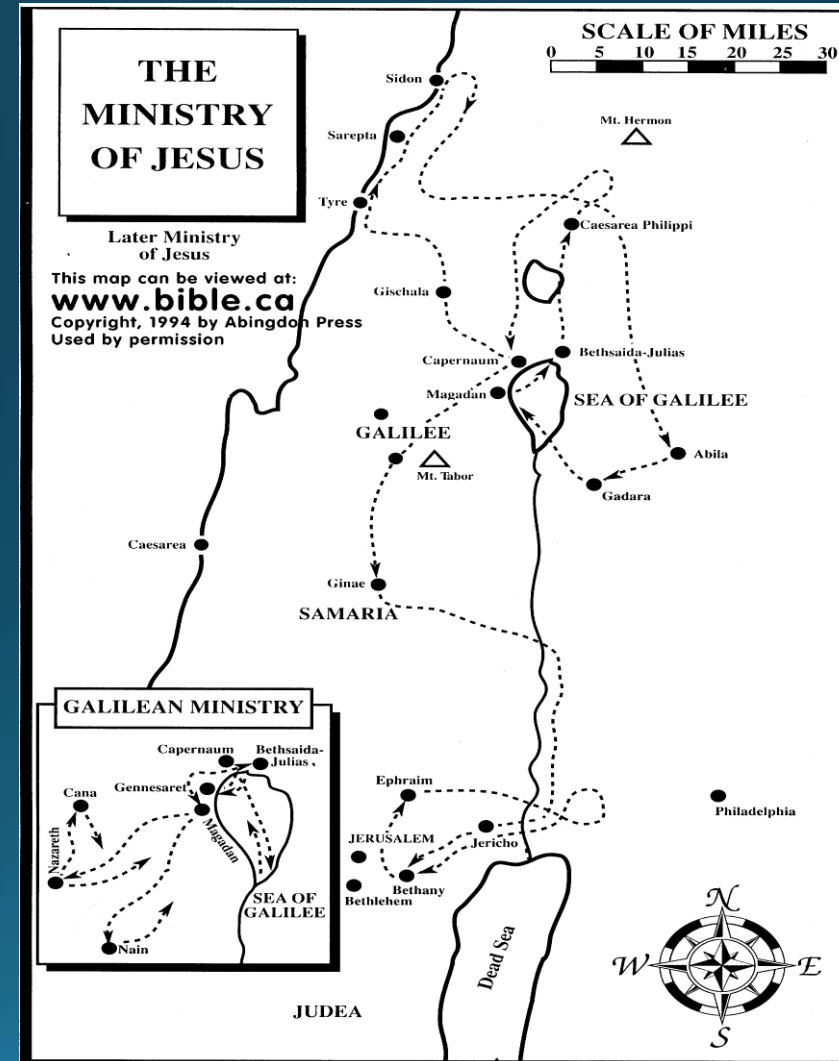 THE
MINISTRY
OF JESUS
Later Ministry
of Jesus
This map can be viewed at:
www.bible.ca
Copyright, 1994 by Abingdon Press
Used by permission
SCALE OF MILES
0 5 10 15 20 25 30
Sidon
Mt. Hermon
Sarepta
Tyre
Caesarea Philippi
Gischala
Capernaum
Bethsaida-Julias
Magadan
SEA OF GALILEE
GALILEE
Mt. Tabor
Abila
Gadara
Caesarea
Ginae
SAMARIA
Ephraim
Philadelphia
JERUSALEM
Jericho
Bethany
Bethlehem
Dead Sea
JUDEA
GALILEAN MINISTRY
Capernaum
Bethsaida-
Julias
Gennesaret
Cana
Magadan
Nazareth
SEA OF
GALILEE
Nain
N
W
E
S